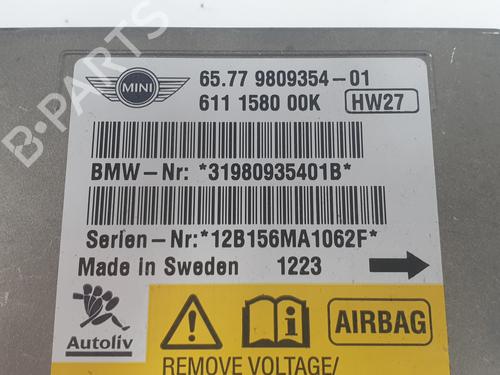 MINI
65.77 9809354-01
611 1580 00K
HW27
BMW-Nr: *31980935401B*
Serien-Nr:*12B156MA1062F*
Made in Sweden 1223
Autoliv
AIRBAG
REMOVE VOLTAGE/
B-PARTS